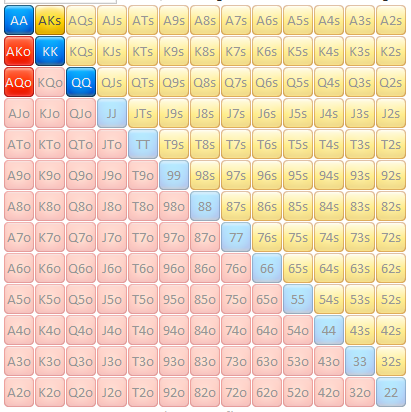 AA AKs AQs AJs ATs A9s A8s A7s A6s A5s A4s A3s A2s
AKo KK KQs KJs KTs K9s K8s K7s K6s K5s K4s K3s K2s
AQo KQo QQ QJs QTs Q9s Q8s Q7s Q6s Q5s Q4s Q3s Q2s
AJo KJo QJo JJ JTs J9s J8s J7s J6s J5s J4s J3s J2s
ATo KTo QTo JTo TT T9s T8s T7s T6s T5s T4s T3s T2s
A9o K9o Q9o J9o T9o 99 98s 97s 96s 95s 94s 93s 92s
A8o K8o Q8o J8o T8o 98o 88 87s 86s 85s 84s 83s 82s
A7o K7o Q7o J7o T7o 97o 87o 77 76s 75s 74s 73s 72s
A6o K6o Q6o J6o T6o 96o 86o 76o 66 65s 64s 63s 62s
A5o K5o Q5o J5o T5o 95o 85o 75o 65o 55 54s 53s 52s
A4o K4o Q4o J4o T4o 94o 84o 74o 64o 54o 44 43s 42s
A3o K3o Q3o J3o T3o 93o 83o 73o 63o 53o 43o 33 32s
A2o K2o Q2o J2o T2o 92o 82o 72o 62o 52o 42o 32o 22